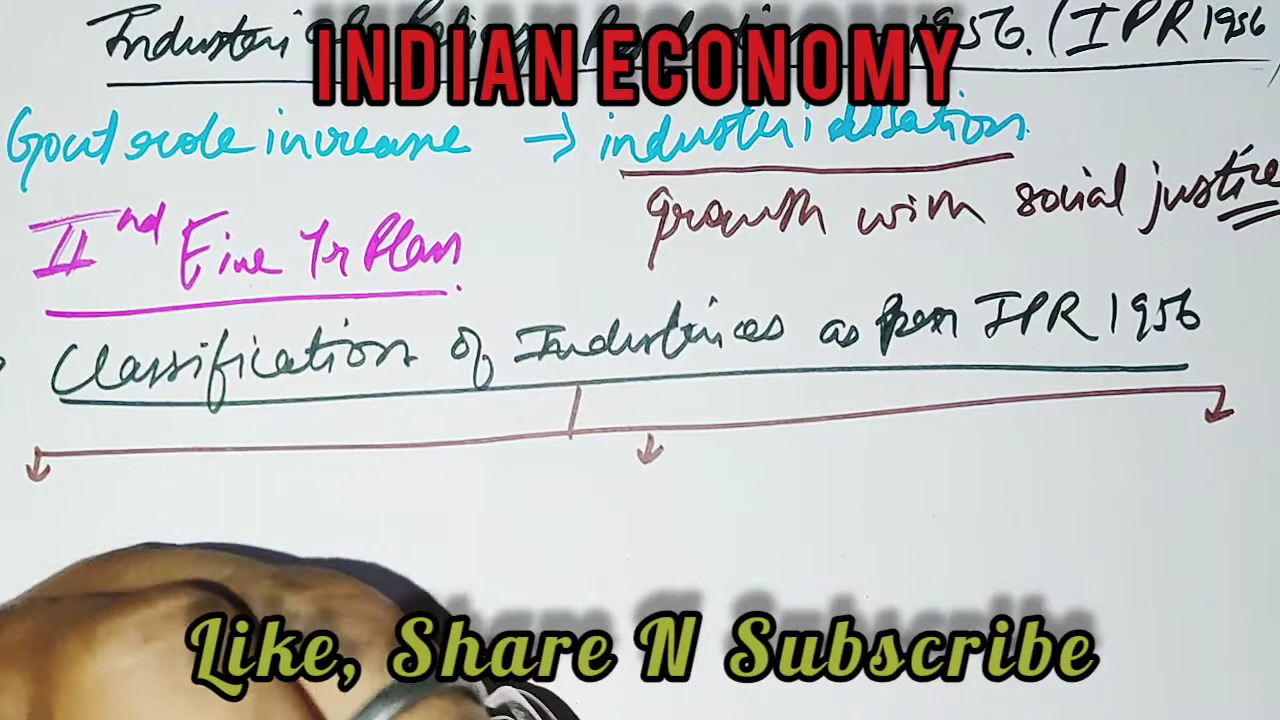 INDIAN ECONOMY
1956. (IPR 1956
Govt role increase → industrialisation
Growth with social justice
IInd Five Yr Plan
Classification of Industries as per IPR 1956
Like, Share N Subscribe